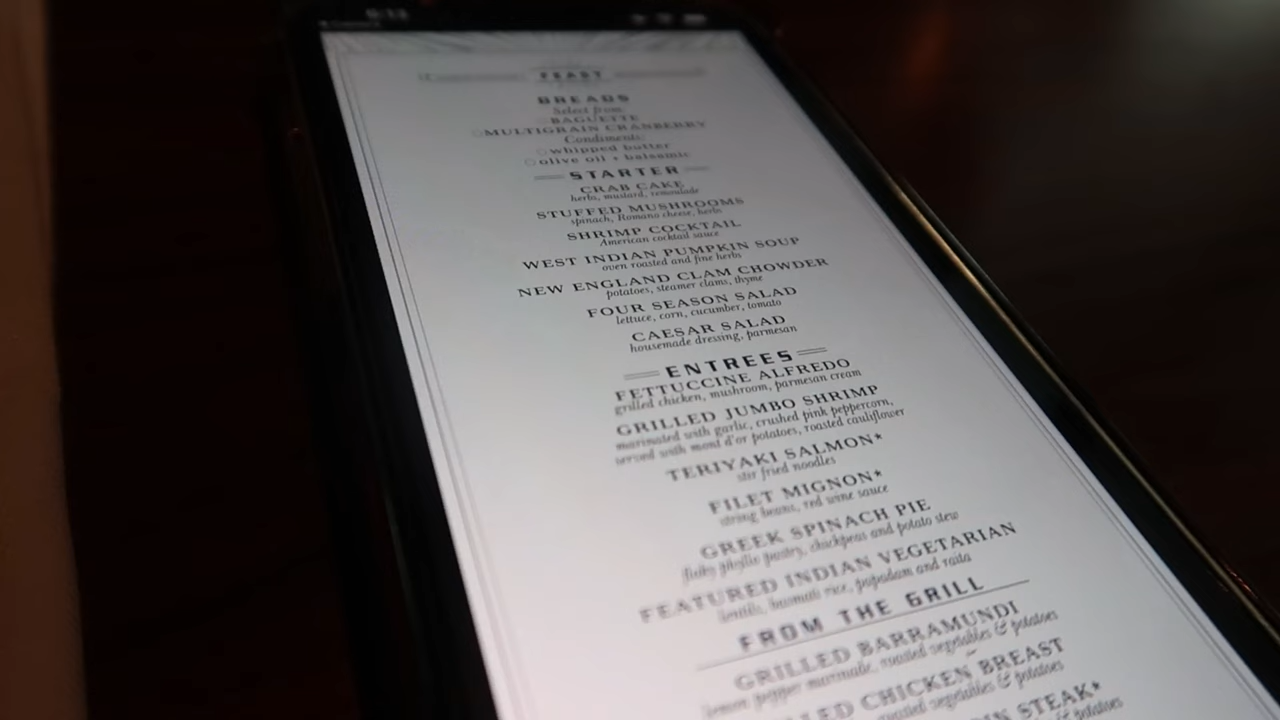 FEAST
BREADS
Select from:
BAGUETTE
MULTIGRAIN CRANBERRY
Condiments:
whipped butter
olive oil + balsamic
STARTER
CRAB CAKE
herbs, mustard, remoulade
STUFFED MUSHROOMS
spinach, Romano cheese, herbs
SHRIMP COCKTAIL
American cocktail sauce
WEST INDIAN PUMPKIN SOUP
oven roasted and fine herbs
NEW ENGLAND CLAM CHOWDER
potatoes, steamer clams, thyme
FOUR SEASON SALAD
lettuce, corn, cucumber, tomato
CAESAR SALAD
housemade dressing, parmesan
ENTREES
FETTUCCINE ALFREDO
grilled chicken, mushroom, parmesan cream
GRILLED JUMBO SHRIMP
marinated with garlic, crushed pink peppercorn,
served with mont d'or potatoes, roasted cauliflower
TERIYAKI SALMON*
stir fried noodles
FILET MIGNON*
string beans, red wine sauce
GREEK SPINACH PIE
flaky phyllo pastry, chickpeas and potato stew
FEATURED INDIAN VEGETARIAN
lentils, basmati rice, papadam and raita
FROM THE GRILL
GRILLED BARRAMUNDI
lemon pepper marinade, roasted vegetables & potatoes
LED CHICKEN BREAST
roasted vegetables & potatoes
IN STEAK*
vegetables & potatoes